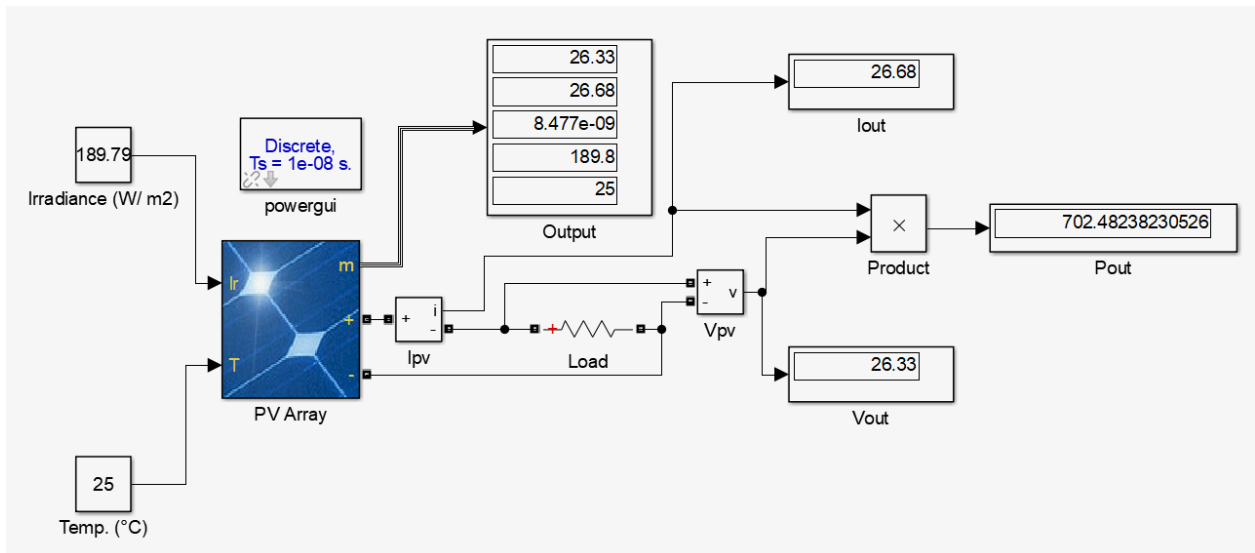 26.33
26.68
8.477e-09
189.8
25
Output
26.68
Iout
189.79
Irradiance (W/ m2)
Discrete,
Ts = 1e-08 s.
powergui
×
Product
702.48238230526
Pout
m
Ir
+
T
-
PV Array
+
i
-
Ipv
+
Load
+
-
v
Vpv
26.33
Vout
25
Temp. (°C)